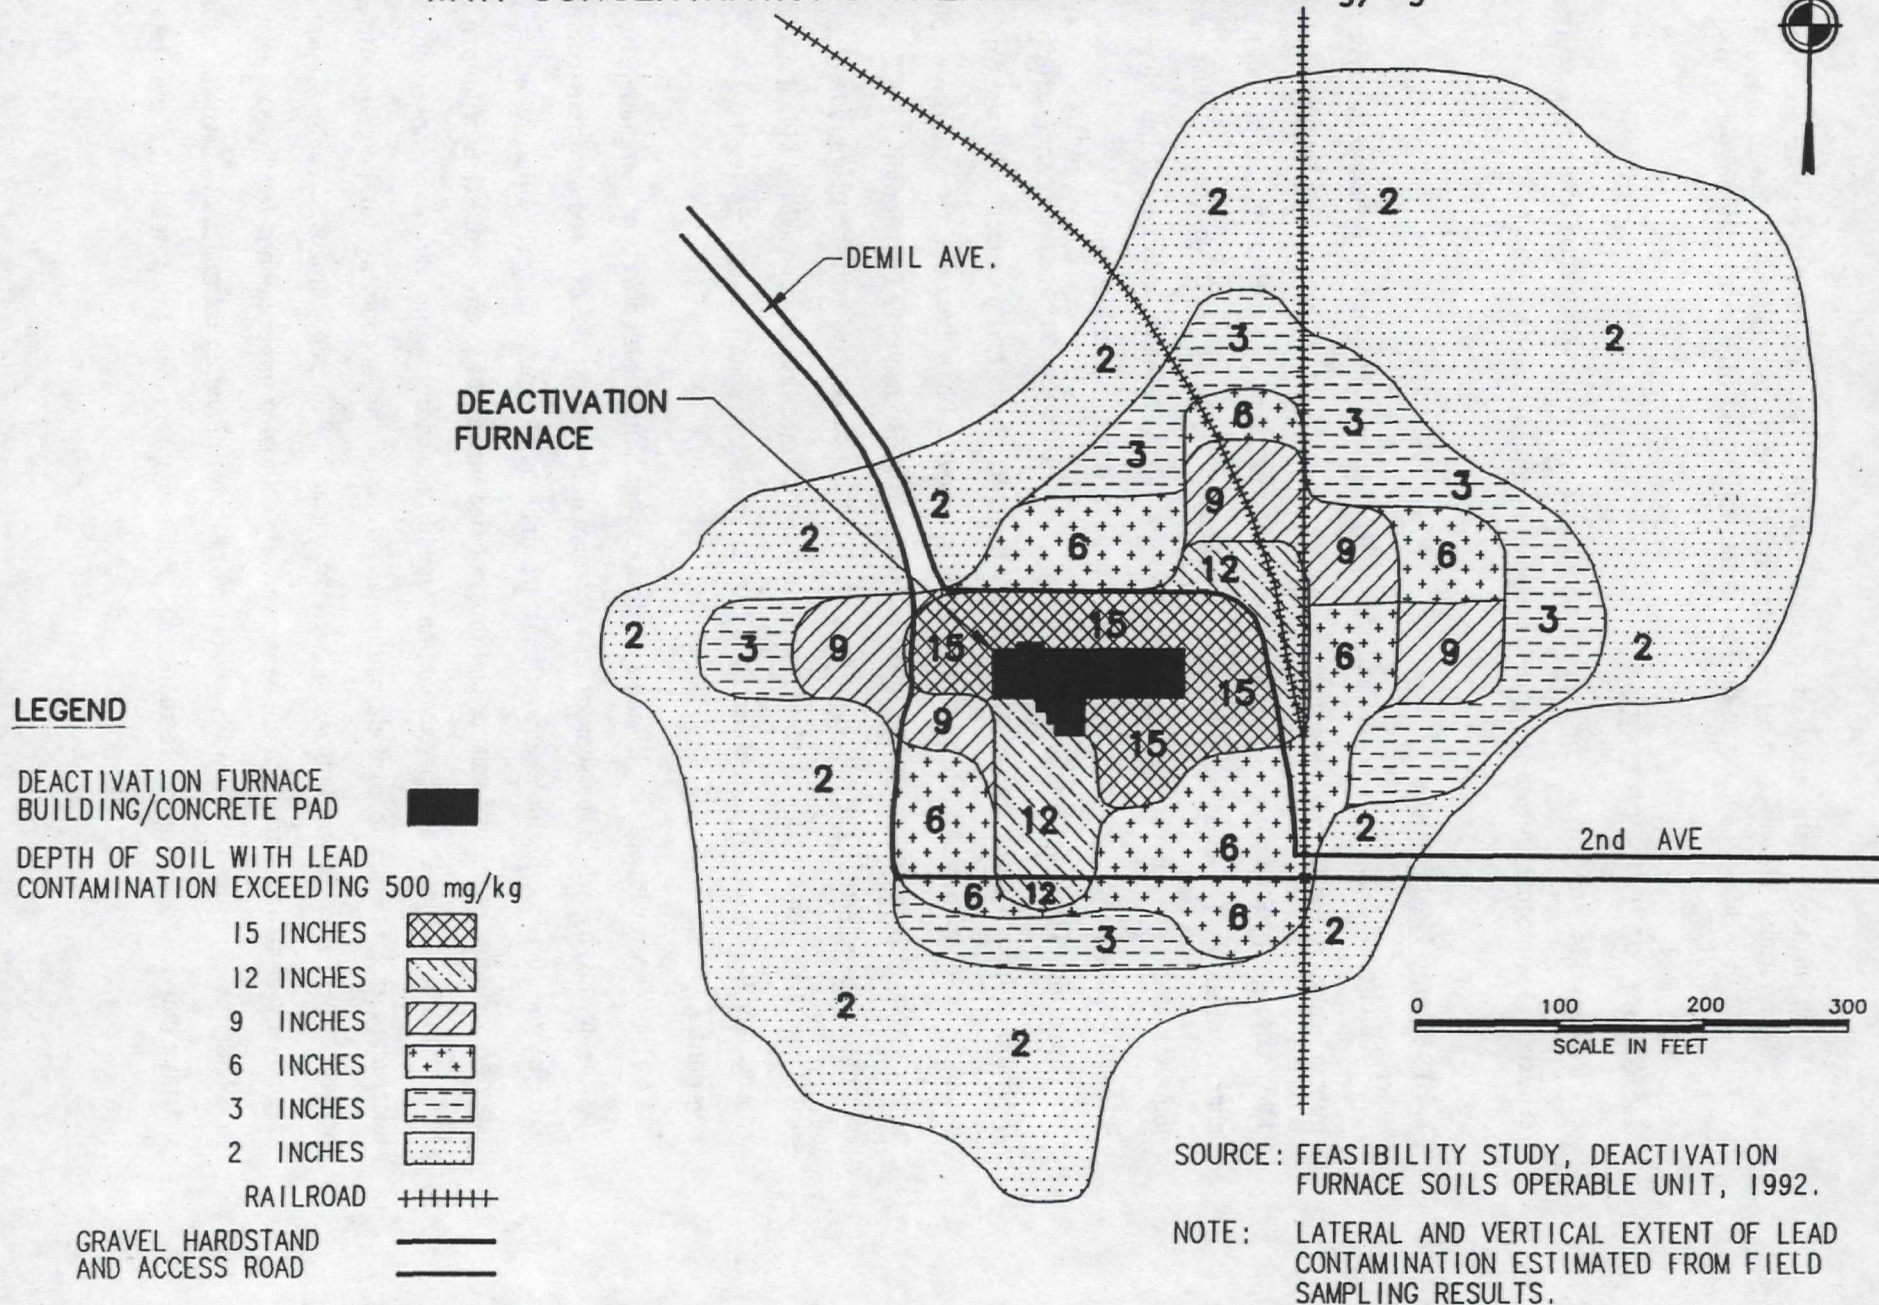 DEMIL AVE.
DEACTIVATION
FURNACE
2
2
2
3
2
6
3
3
2
3
9
2
6
9
6
2
12
3
15
2
3
9
15
6
9
2
15
9
15
2
6
12
6
2
2nd AVE
6
12
6
2
3
2
2
LEGEND
DEACTIVATION FURNACE
BUILDING/CONCRETE PAD
DEPTH OF SOIL WITH LEAD
CONTAMINATION EXCEEDING 500 mg/kg
15 INCHES
12 INCHES
9 INCHES
6 INCHES
3 INCHES
2 INCHES
RAILROAD
GRAVEL HARDSTAND
AND ACCESS ROAD
0 100 200 300
SCALE IN FEET
SOURCE: FEASIBILITY STUDY, DEACTIVATION
FURNACE SOILS OPERABLE UNIT, 1992.
NOTE: LATERAL AND VERTICAL EXTENT OF LEAD
CONTAMINATION ESTIMATED FROM FIELD
SAMPLING RESULTS.